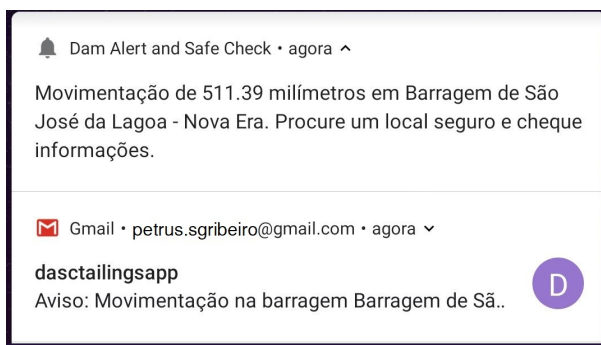 Dam Alert and Safe Check • agora
Movimentação de 511.39 milímetros em Barragem de São
José da Lagoa - Nova Era. Procure um local seguro e cheque
informações.
Gmail • petrus.sgribeiro@gmail.com • agora
dasctailingsapp
Aviso: Movimentação na barragem Barragem de Sã..
D